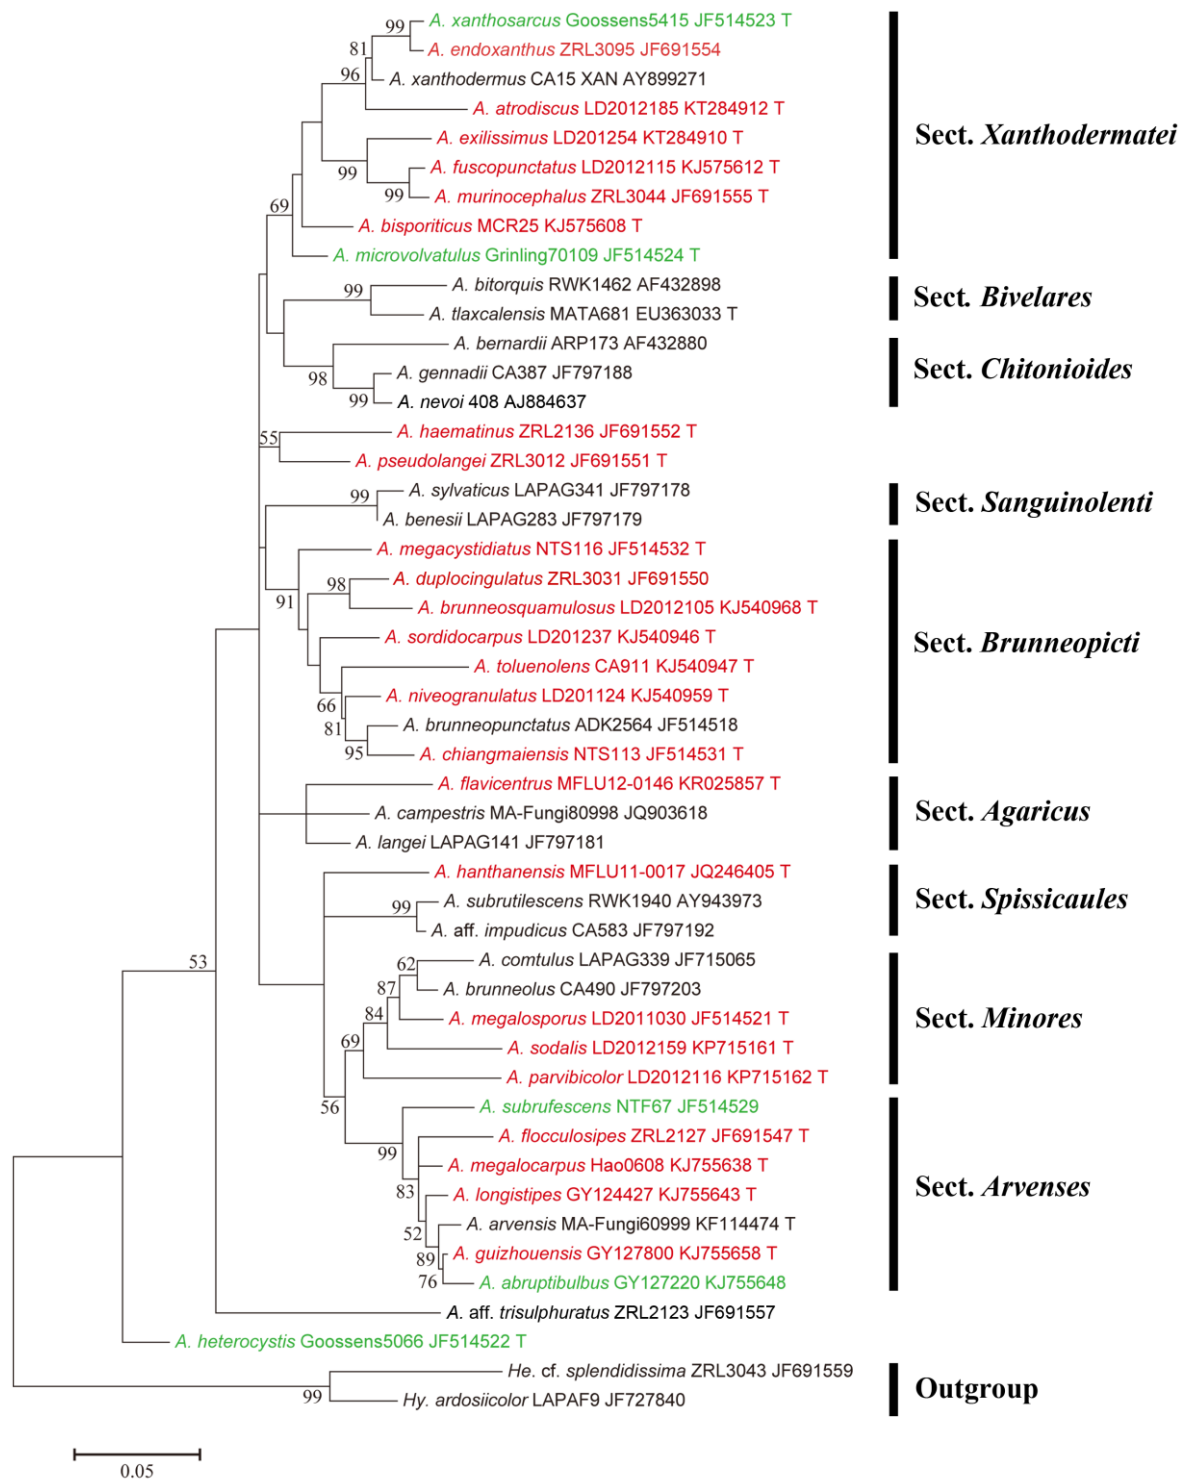 99
A. xanthosarcus Goossens5415 JF514523 T
81
A. endoxanthus ZRL3095 JF691554
96
A. xanthodermus CA15 XAN AY899271
A. atrodiscus LD2012185 KT284912 T
Sect. Xanthodermatei
A. exilissimus LD201254 KT284910 T
99
A. fuscopunctatus LD2012115 KJ575612 T
99
A. murinocephalus ZRL3044 JF691555 T
69
A. bisporiticus MCR25 KJ575608 T
A. microvolvatulus Grinling70109 JF514524 T
99
A. bitorquis RWK1462 AF432898
Sect. Bivelares
A. tlaxcalensis MATA681 EU363033 T
A. bernardii ARP173 AF432880
98
A. gennadii CA387 JF797188
Sect. Chitonioides
99
A. nevoi 408 AJ884637
55
A. haematinus ZRL2136 JF691552 T
A. pseudolangei ZRL3012 JF691551 T
99
A. sylvaticus LAPAG341 JF797178
Sect. Sanguinolenti
A. benesii LAPAG283 JF797179
A. megacystidiatus NTS116 JF514532 T
91
98
A. duplocingulatus ZRL3031 JF691550
A. brunneosquamulosus LD2012105 KJ540968 T
A. sordidocarpus LD201237 KJ540946 T
Sect. Brunneopicti
A. toluenolens CA911 KJ540947 T
66
A. niveogranulatus LD201124 KJ540959 T
81
A. brunneopunctatus ADK2564 JF514518
95
A. chiangmaiensis NTS113 JF514531 T
A. flavicentrus MFLU12-0146 KR025857 T
A. campestris MA-Fungi80998 JQ903618
Sect. Agaricus
A. langei LAPAG141 JF797181
A. hanthanensis MFLU11-0017 JQ246405 T
99
A. subrutilescens RWK1940 AY943973
Sect. Spissicaules
A. aff. impudicus CA583 JF797192
53
62
A. comtulus LAPAG339 JF715065
87
A. brunneolus CA490 JF797203
84
A. megalosporus LD2011030 JF514521 T
Sect. Minores
69
A. sodalis LD2012159 KP715161 T
A. parvibicolor LD2012116 KP715162 T
56
A. subrufescens NTF67 JF514529
99
A. flocculosipes ZRL2127 JF691547 T
A. megalocarpus Hao0608 KJ755638 T
83
Sect. Arvenses
A. longistipes GY124427 KJ755643 T
52
A. arvensis MA-Fungi60999 KF114474 T
89
A. guizhouensis GY127800 KJ755658 T
76
A. abruptibulbus GY127220 KJ755648
A. aff. trisulphuratus ZRL2123 JF691557
A. heterocystis Goossens5066 JF514522 T
He. cf. splendidissima ZRL3043 JF691559
99
Outgroup
Hy. ardosiicolor LAPAF9 JF727840
0.05